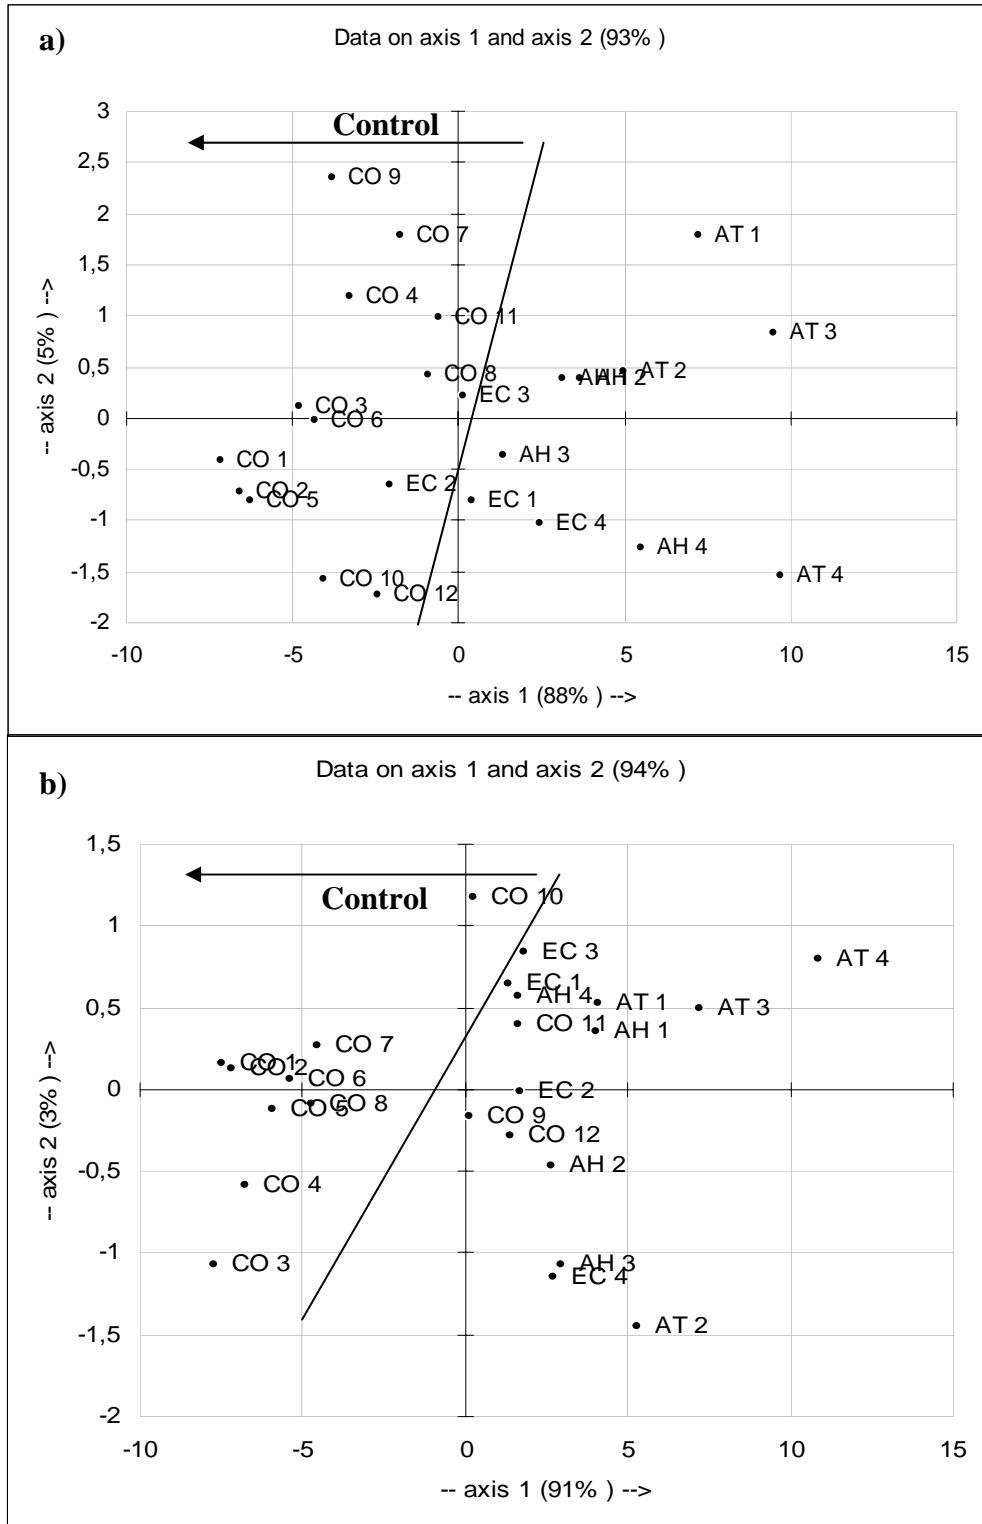 a)
Data on axis 1 and axis 2 (93% )
3
Control
2,5
CO 9
2
CO 7
AT 1
1,5
CO 4
1
CO 11
AT 3
0,5
CO 8
AH 2
AT 2
EC 3
CO 3
0
CO 6
CO 1
AH 3
-0,5
CO 2
EC 2
CO 5
EC 1
-1
EC 4
AH 4
-1,5
CO 10
AT 4
CO 12
-2
-10
-5
0
5
10
15
-- axis 1 (88% ) -->
-- axis 2 (5% ) -->
b)
Data on axis 1 and axis 2 (94% )
1,5
Control
CO 10
1
EC 3
AT 4
EC 1
AH 4
0,5
AT 1
AT 3
CO 11
AH 1
CO 7
CO 1
CO 2
CO 6
0
EC 2
CO 5
CO 8
CO 9
CO 12
-0,5
AH 2
CO 4
-1
CO 3
AH 3
EC 4
-1,5
AT 2
-2
-10
-5
0
5
10
15
-- axis 1 (91% ) -->
-- axis 2 (3% ) -->